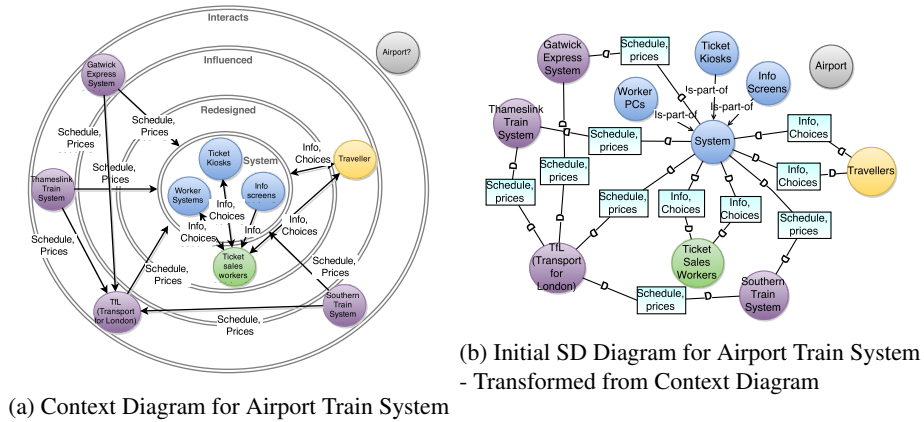 Interacts
Airport?
Gatwick
Express
System
Influenced
Redesigned
Schedule,
Prices
Schedule,
Prices
Ticket
Kiosks
System
Info,
Choices
Traveller
Schedule,
Prices
Thameslink
Train
System
Worker
Systems
Info
screens
Info,
Choices
Info,
Choices
Info
Info,
Choices
Ticket
sales
workers
Schedule,
Prices
Schedule,
Prices
Schedule,
Prices
TfL
(Transport
for London)
Southern
Train
System
Schedule,
Prices
(a) Context Diagram for Airport Train System
Gatwick
Express
System
Schedule,
prices
Ticket
Kiosks
Airport
Info
Screens
Worker
PCs
Is-part-of
Is-part-of
Is-part-of
Thameslink
Train
System
Schedule,
prices
System
Info,
Choices
Schedule,
prices
Schedule,
prices
Info,
Choices
Travellers
Schedule,
prices
Info,
Choices
Info,
Choices
Schedule,
prices
TfL
(Transport
for
London)
Ticket
Sales
Workers
Southern
Train
System
Schedule,
prices
(b) Initial SD Diagram for Airport Train System
- Transformed from Context Diagram